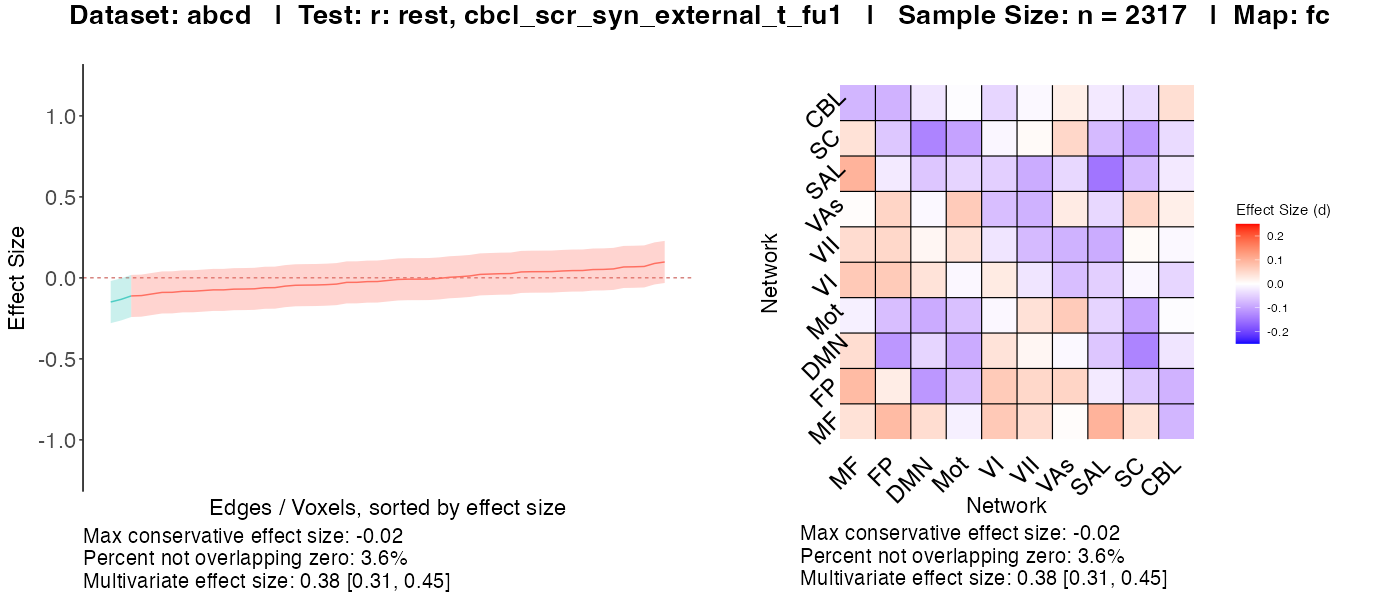 Dataset: abcd | Test: r: rest, cbcl_scr_syn_external_t_fu1 | Sample Size: n = 2317 | Map: fc
Effect Size
1.0
0.5
0.0
-0.5
-1.0
Edges / Voxels, sorted by effect size
Max conservative effect size: -0.02
Percent not overlapping zero: 3.6%
Multivariate effect size: 0.38 [0.31, 0.45]
Network
CBL
SC
SAL
VAs
VII
VI
Mot
DMN
FP
MF
MF FP DMN Mot VI VII VAs SAL SC CBL
Network
Max conservative effect size: -0.02
Percent not overlapping zero: 3.6%
Multivariate effect size: 0.38 [0.31, 0.45]
Effect Size (d)
0.2
0.1
0.0
-0.1
-0.2